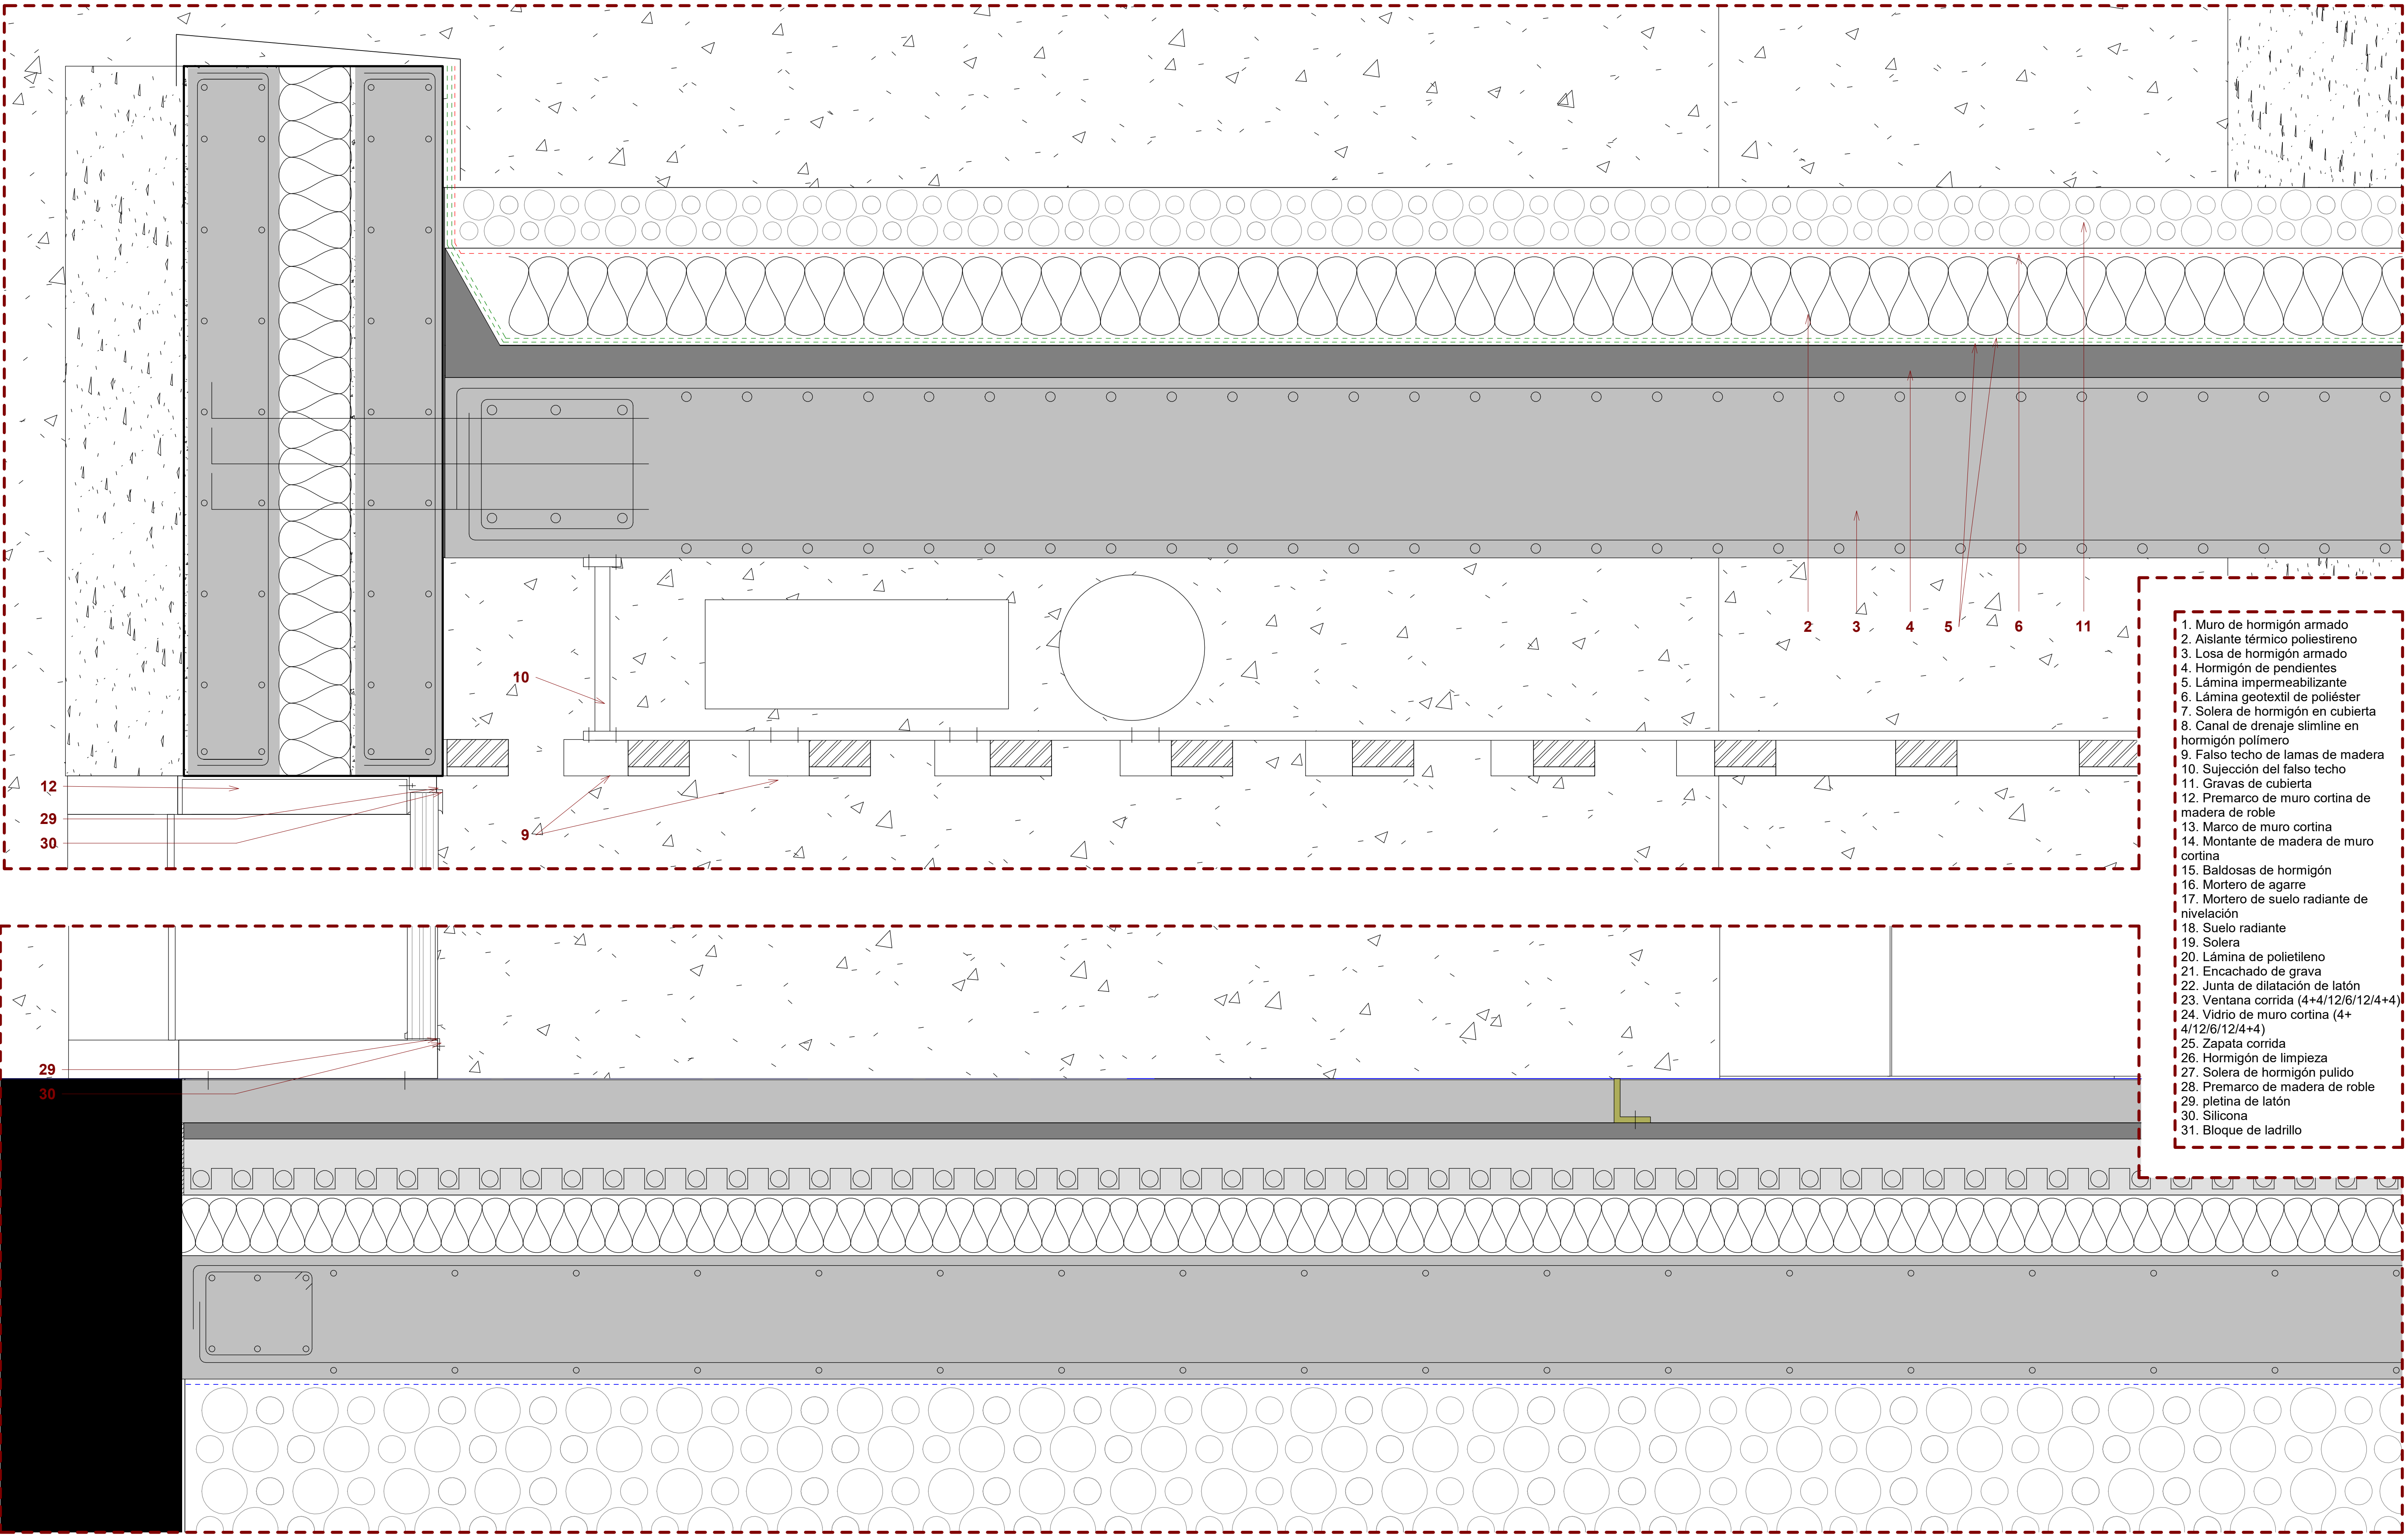 2 3 4 5 6 11
10
12
29
30
9
1. Muro de hormigón armado
2. Aislante térmico poliestireno
3. Losa de hormigón armado
4. Hormigón de pendientes
5. Lámina impermeabilizante
6. Lámina geotextil de poliéster
7. Solera de hormigón en cubierta
8. Canal de drenaje slimline en
hormigón polímero
9. Falso techo de lamas de madera
10. Sujección del falso techo
11. Gravas de cubierta
12. Premarco de muro cortina de
madera de roble
13. Marco de muro cortina
14. Montante de madera de muro
cortina
15. Baldosas de hormigón
16. Mortero de agarre
17. Mortero de suelo radiante de
nivelación
18. Suelo radiante
19. Solera
20. Lámina de polietileno
21. Encachado de grava
22. Junta de dilatación de latón
23. Ventana corrida (4+4/12/6/12/4+4)
24. Vidrio de muro cortina (4+
4/12/6/12/4+4)
25. Zapata corrida
26. Hormigón de limpieza
27. Solera de hormigón pulido
28. Premarco de madera de roble
29. pletina de latón
30. Silicona
31. Bloque de ladrillo
29
30